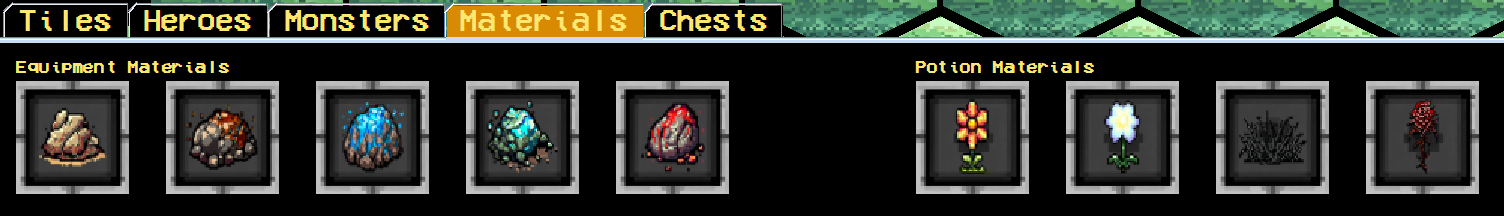 Tiles Heroes Monsters Materials Chests
Equipment Materials
Potion Materials